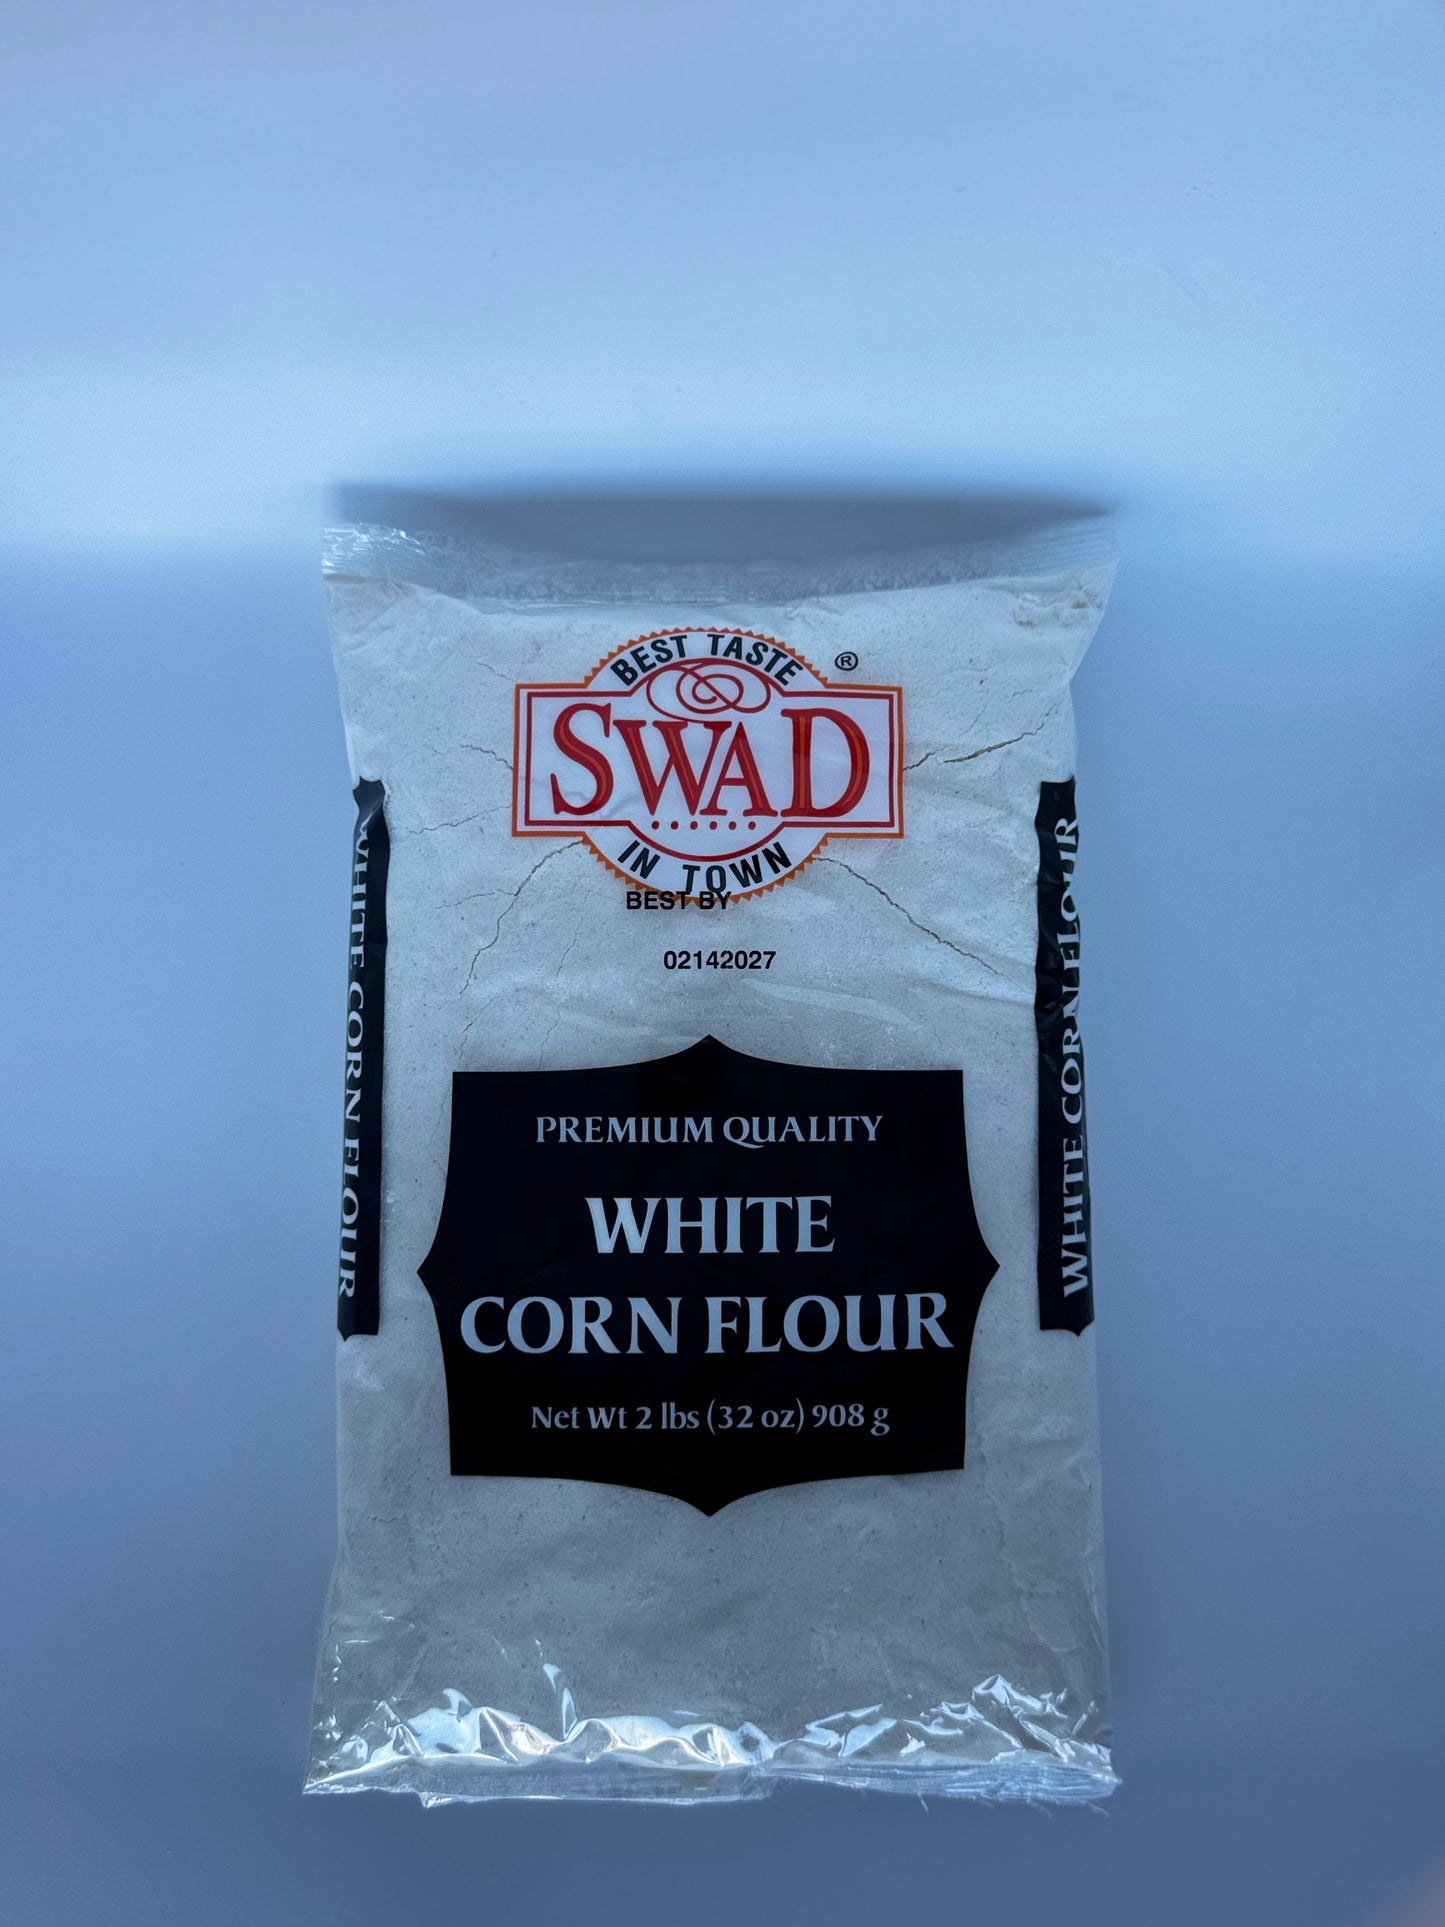 BEST TASTE
®
SWAD
IN TOWN
BEST BY
02142027
PREMIUM QUALITY
WHITE
CORN FLOUR
Net Wt 2 lbs (32 oz) 908 g
WHITE CORN FLOUR
WHITE CORN FLOUR